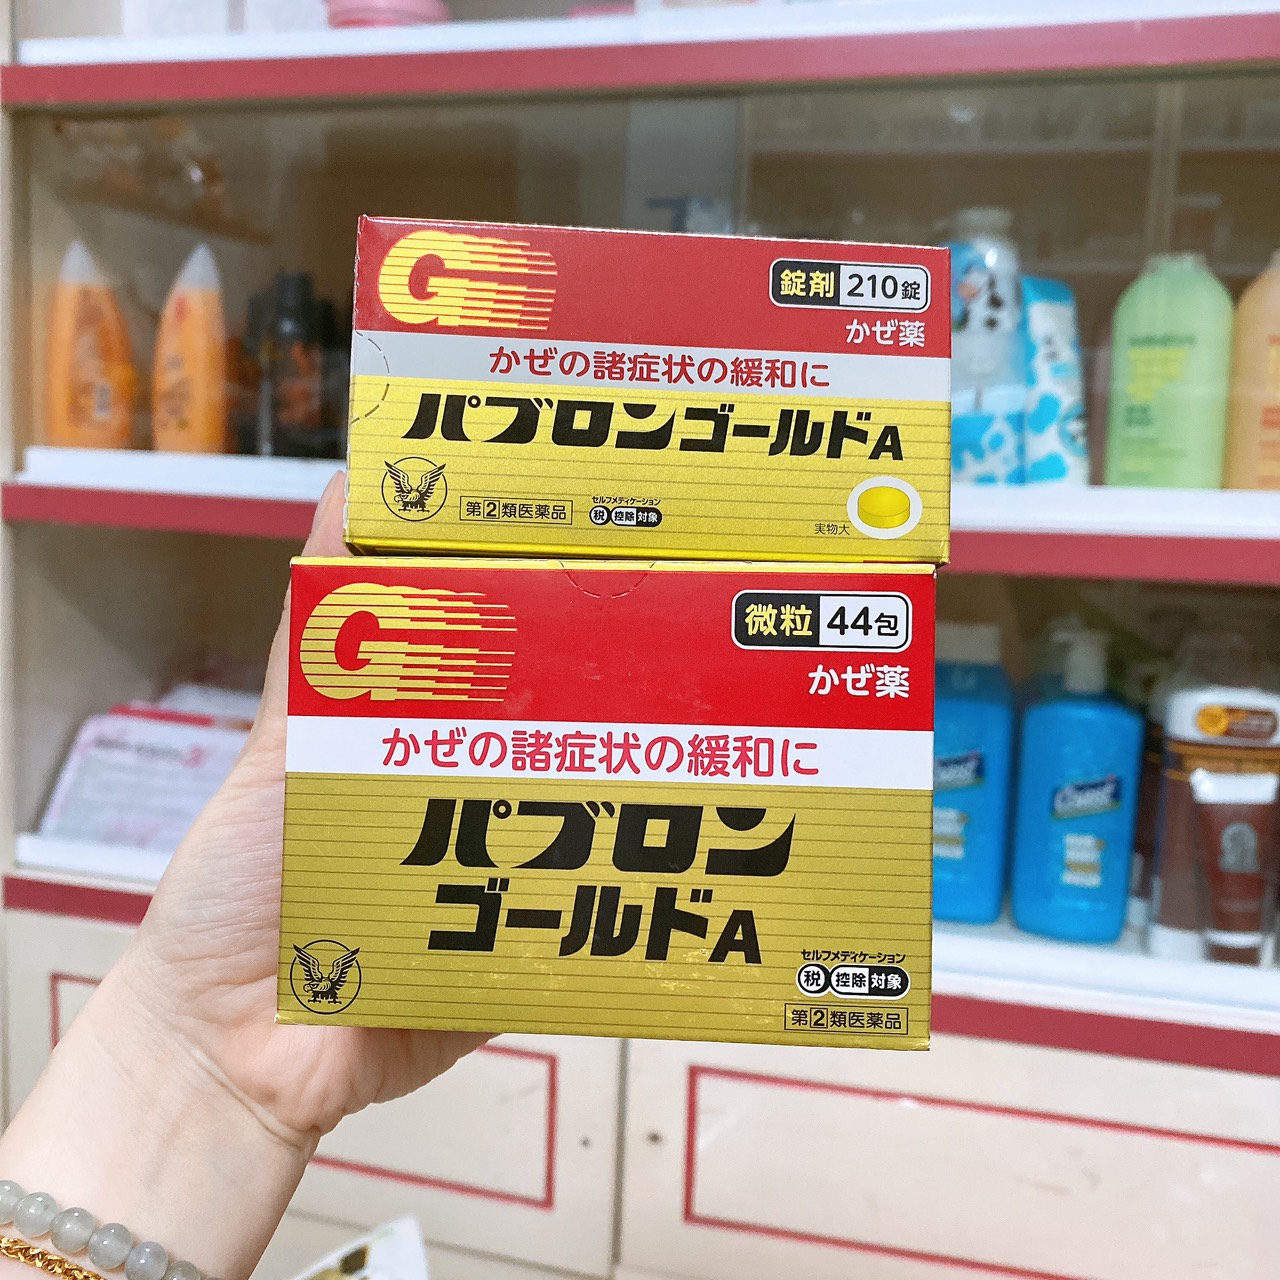 G
錠剤 210錠
かぜ薬
かぜの諸症状の緩和に
パブロンゴールドA
第②類医薬品
セルフメディケーション
税 控除 対象
実物大
G
微粒 44包
かぜ薬
かぜの諸症状の緩和に
パブロン
ゴールドA
セルフメディケーション
税 控除 対象
第②類医薬品
Coast